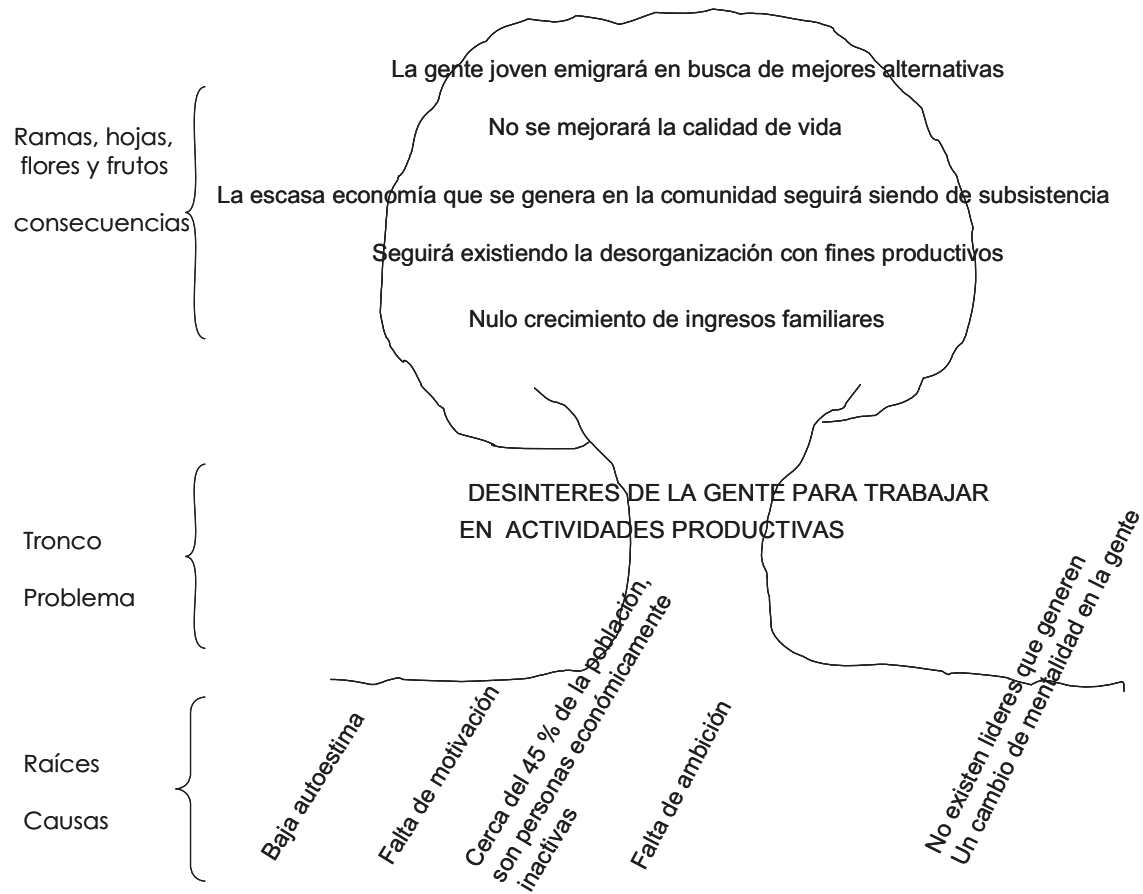 La gente joven emigrará en busca de mejores alternativas
Ramas, hojas,
flores y frutos
No se mejorará la calidad de vida
La escasa economía que se genera en la comunidad seguirá siendo de subsistencia
consecuencias
Seguirá existiendo la desorganización con fines productivos
Nulo crecimiento de ingresos familiares
DESINTERES DE LA GENTE PARA TRABAJAR
EN ACTIVIDADES PRODUCTIVAS
Tronco
Problema
Raíces
Causas
Baja autoestima
Falta de motivación
Cerca del 45 % de la población,
son personas económicamente
inactivas
Falta de ambición
No existen lideres que generen
Un cambio de mentalidad en la gente